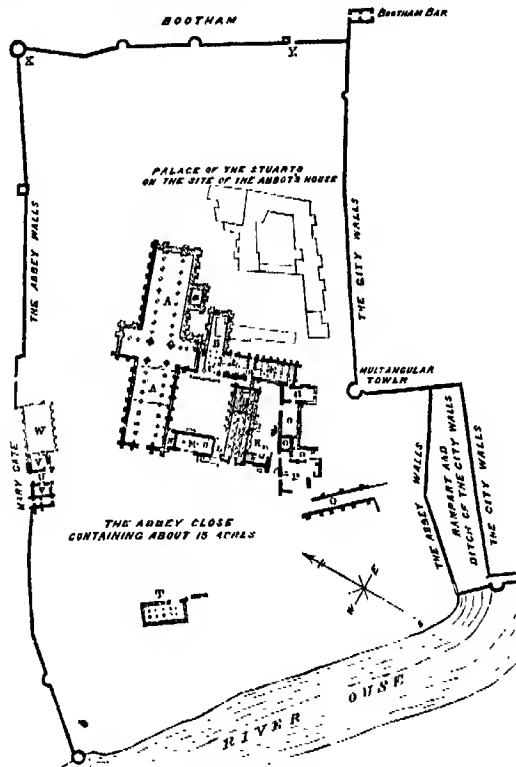 BOOTHAM
BOOTHAM BAR
X
X
PALACE OF THE STUARTS
ON THE SITE OF THE ABBOT'S HOUSE
THE ABBEY WALLS
THE CITY WALLS
A
B
A
MULTANGULAR
TOWER
W
MARY GATE
P
Q
THE ABBEY CLOSE
CONTAINING ABOUT 15 ACRES
THE ABBEY WALLS
RAMPART AND
DITCH OF THE CITY WALLS
THE CITY WALLS
T
RIVER OUSE